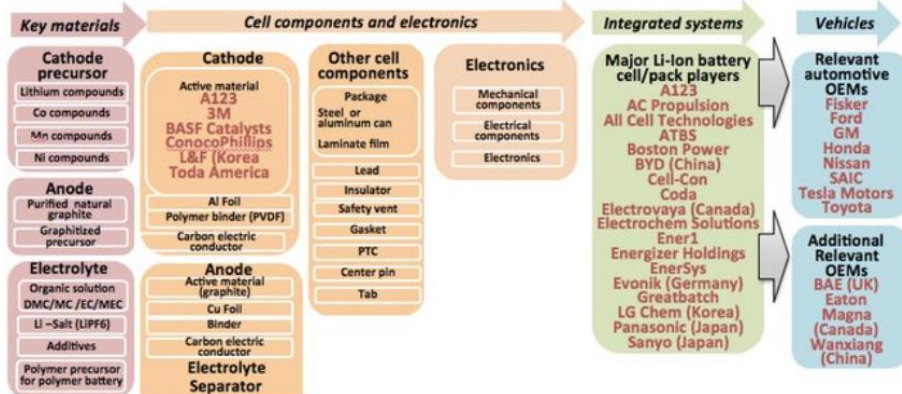 Key materials
Cell components and electronics
Integrated systems
Vehicles
Cathode
precursor
Lithium compounds
Co compounds
Mn compounds
Ni compounds
Anode
Purified natural
graphite
Graphitized
precursor
Electrolyte
Organic solution
DMC/MC /EC/MEC
Li –Salt (LiPF6)
Additives
Polymer precursor
for polymer battery
Cathode
Active material
A123
3M
BASF Catalysts
ConocoPhillips
L&F (Korea
Toda America
Al Foil
Polymer binder (PVDF)
Carbon electric
conductor
Anode
Active material
(graphite)
Cu Foil
Binder
Carbon electric
conductor
Electrolyte
Separator
Other cell
components
Package
Steel or
aluminum can
Laminate film
Lead
Insulator
Safety vent
Gasket
PTC
Center pin
Tab
Electronics
Mechanical
components
Electrical
components
Electronics
Major Li-Ion battery
cell/pack players
A123
AC Propulsion
All Cell Technologies
ATBS
Boston Power
BYD (China)
Cell-Con
Coda
Electrovaya (Canada)
Electrochem Solutions
Ener1
Energizer Holdings
EnerSys
Evonik (Germany)
Greatbatch
LG Chem (Korea)
Panasonic (Japan)
Sanyo (Japan)
Relevant
automotive
OEMs
Fisker
Ford
GM
Honda
Nissan
SAIC
Tesla Motors
Toyota
Additional
Relevant
OEMs
BAE (UK)
Eaton
Magna
(Canada)
Wanxiang
(China)